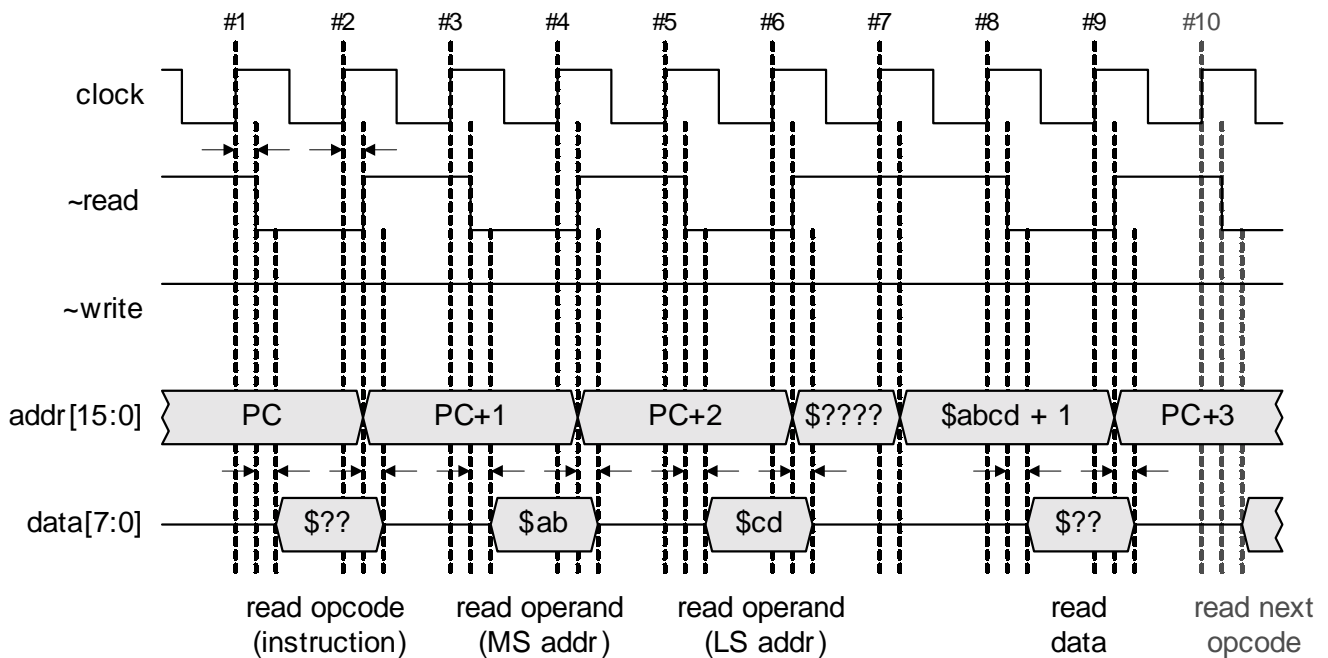 #1 #2 #3 #4 #5 #6 #7 #8 #9 #10
clock
~read
~write
addr[15:0] PC PC+1 PC+2 $???? $abcd + 1 PC+3
data[7:0] $?? $ab $cd $??
read opcode read operand read operand read read next
(instruction) (MS addr) (LS addr) data opcode